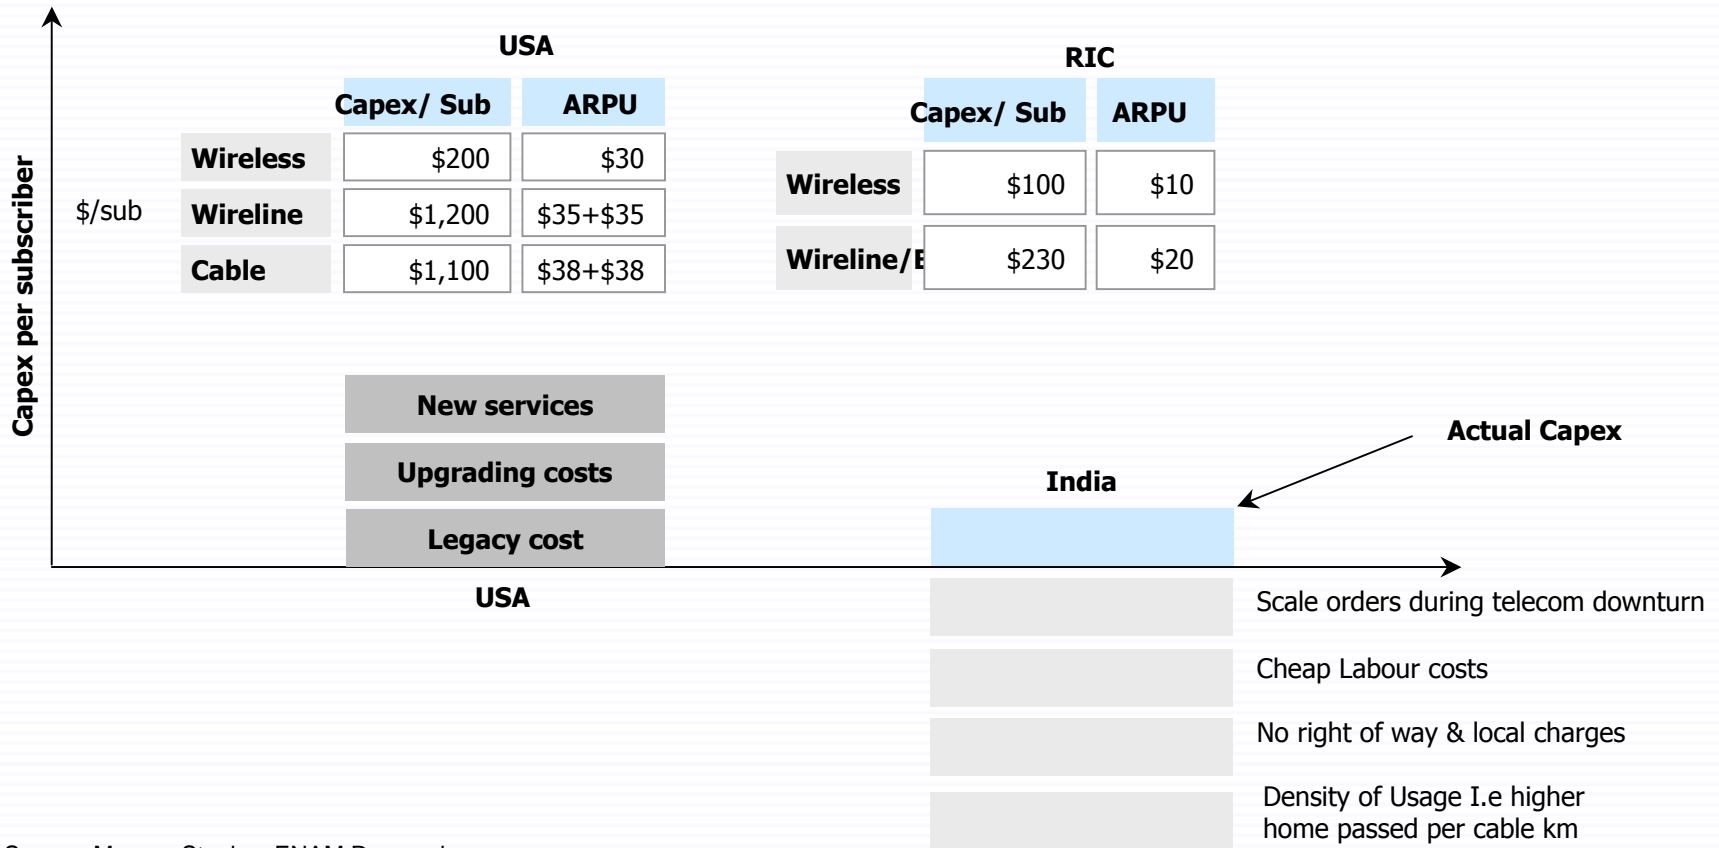 USA
RIC
Capex/ Sub ARPU
Capex/ Sub ARPU
Wireless $200 $30
Wireless $100 $10
Capex per subscriber
$/sub
Wireline $1,200 $35+$35
Wireline/ $230 $20
Cable $1,100 $38+$38
New services
Actual Capex
Upgrading costs
India
Legacy cost
USA
Scale orders during telecom downturn
Cheap Labour costs
No right of way & local charges
Density of Usage I.e higher
home passed per cable km